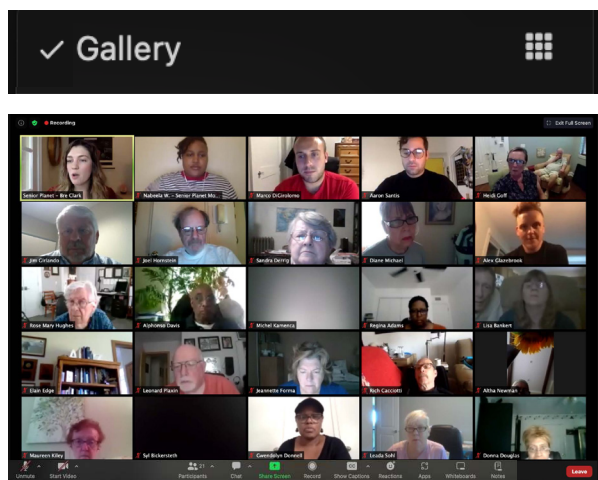 Gallery
Recording
Exit Full Screen
Senior Planet - Bre Clark
Nabeela W. - Senior Planet Mo...
Marco DiGirolomo
Aaron Santis
Heidi Goff
Jim Cirlando
Joel Hornstein
Sandra Derrig
Diane Michael
Alex Glazebrook
Rose Mary Hughes
Alphonso Davis
Michel Kamenca
Regina Adams
Lisa Bankert
Elain Edge
Leonard Plaxin
Jeannette Forma
Rich Cacciotti
Altha Newman
Maureen Kiley
Syl Bickersteth
Gwendolyn Donnell
Leada Sohl
Donna Douglas
Unmute
Start Video
21
Participants
Chat
Share Screen
Record
Show Captions
Reactions
Apps
Whiteboards
Notes
Leave